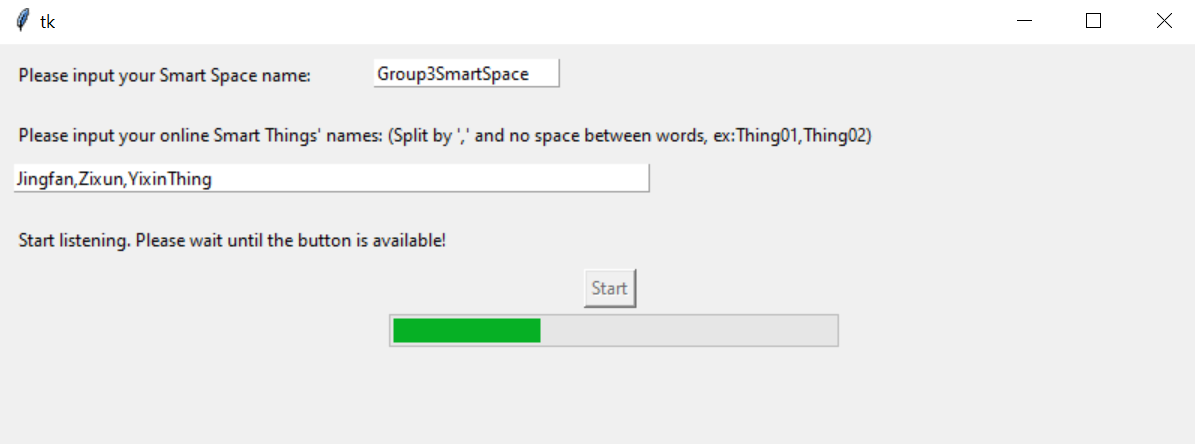 tk
Please input your Smart Space name: Group3SmartSpace
Please input your online Smart Things' names: (Split by ',' and no space between words, ex:Thing01,Thing02)
Jingfan,Zixun,YixinThing
Start listening. Please wait until the button is available!
Start